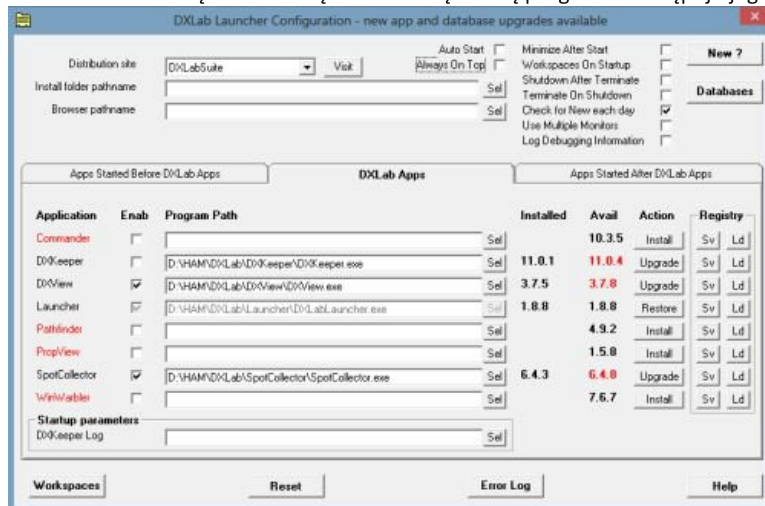 DXLab Launcher Configuration - new app and database upgrades available
Distribution site
DXLabSuite
Visit
Auto Start
Always On Top
Install folder pathname
Sel
Browser pathname
Sel
Minimize After Start
Workspaces On Startup
Shutdown After Terminate
Terminate On Shutdown
Check for New each day
Use Multiple Monitors
Log Debugging Information
New ?
Databases
Apps Started Before DXLab Apps DXLab Apps Apps Started After DXLab Apps
Application Enab Program Path Installed Avail Action Registry
Commander Sel 10.3.5 Install Sv Ld
DXKeeper D:\HAM\DXLab\DXKeeper\DXKeeper.exe Sel 11.0.1 11.0.4 Upgrade Sv Ld
DXView D:\HAM\DXLab\DXView\DXView.exe Sel 3.7.5 3.7.8 Upgrade Sv Ld
Launcher D:\HAM\DXLab\Launcher\DXLabLauncher.exe Sel 1.8.8 1.8.8 Restore Sv Ld
Pathfinder Sel 4.9.2 Install Sv Ld
PropView Sel 1.5.8 Install Sv Ld
SpotCollector D:\HAM\DXLab\SpotCollector\SpotCollector.exe Sel 6.4.3 6.4.8 Upgrade Sv Ld
WinWarbler Sel 7.6.7 Install Sv Ld
Startup parameters
DXKeeper Log Sel
Workspaces Reset Error Log Help